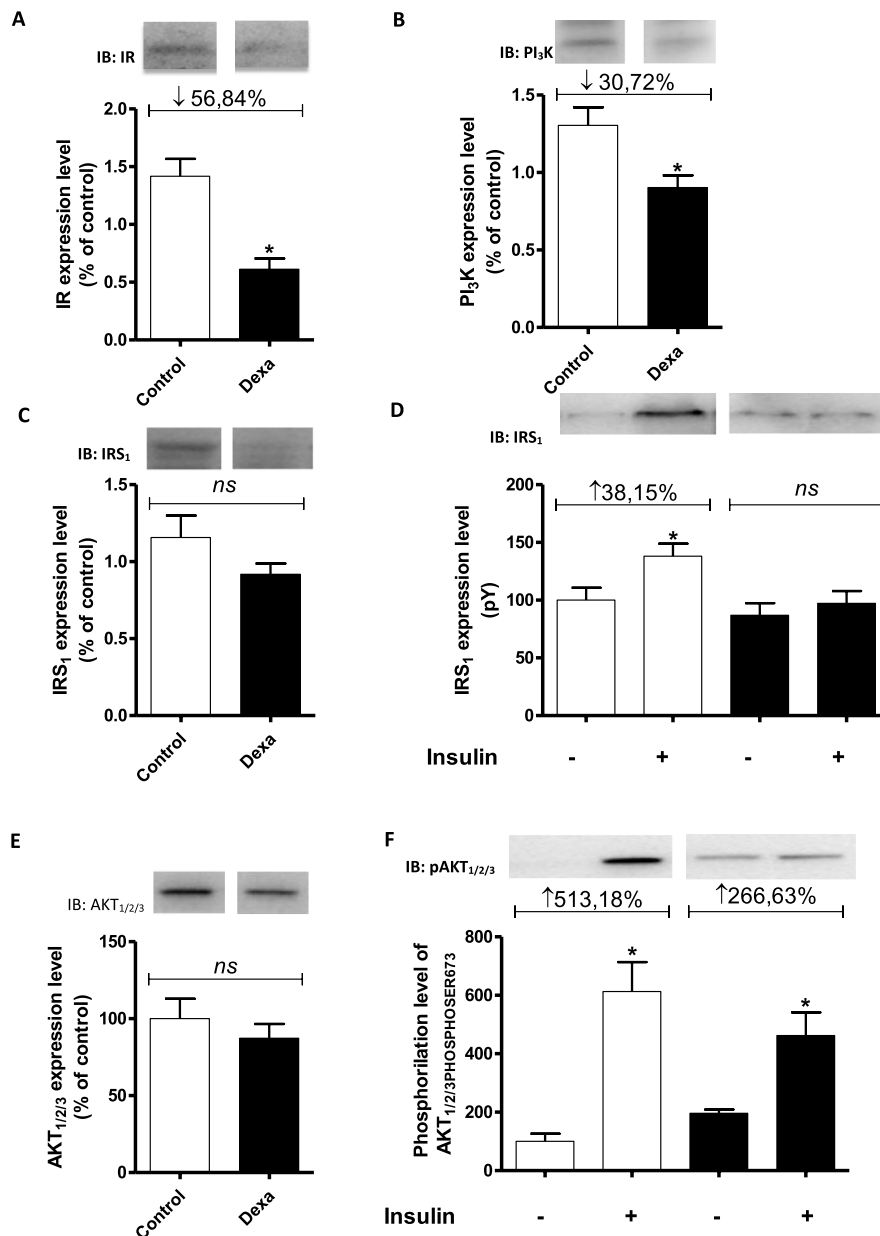 A
IB: IR
↓ 56,84%
2.0
1.5
1.0
0.5
0.0
IR expression level
(% of control)
*
Control
Dexa
B
IB: PI3K
↓ 30,72%
1.5
1.0
0.5
0.0
PI3K expression level
(% of control)
*
Control
Dexa
C
IB: IRS1
ns
1.5
1.0
0.5
0.0
IRS1 expression level
(% of control)
Control
Dexa
D
IB: IRS1
↑38,15%
ns
200
150
100
50
0
IRS1 expression level
(pY)
*
Insulin - + - +
E
IB: AKT1/2/3
ns
150
100
50
0
AKT1/2/3 expression level
(% of control)
Control
Dexa
F
IB: pAKT1/2/3
↑513,18%
↑266,63%
800
600
400
200
0
Phosphorilation level of
AKT1/2/3PHOSPHOSER673
*
*
Insulin - + - +